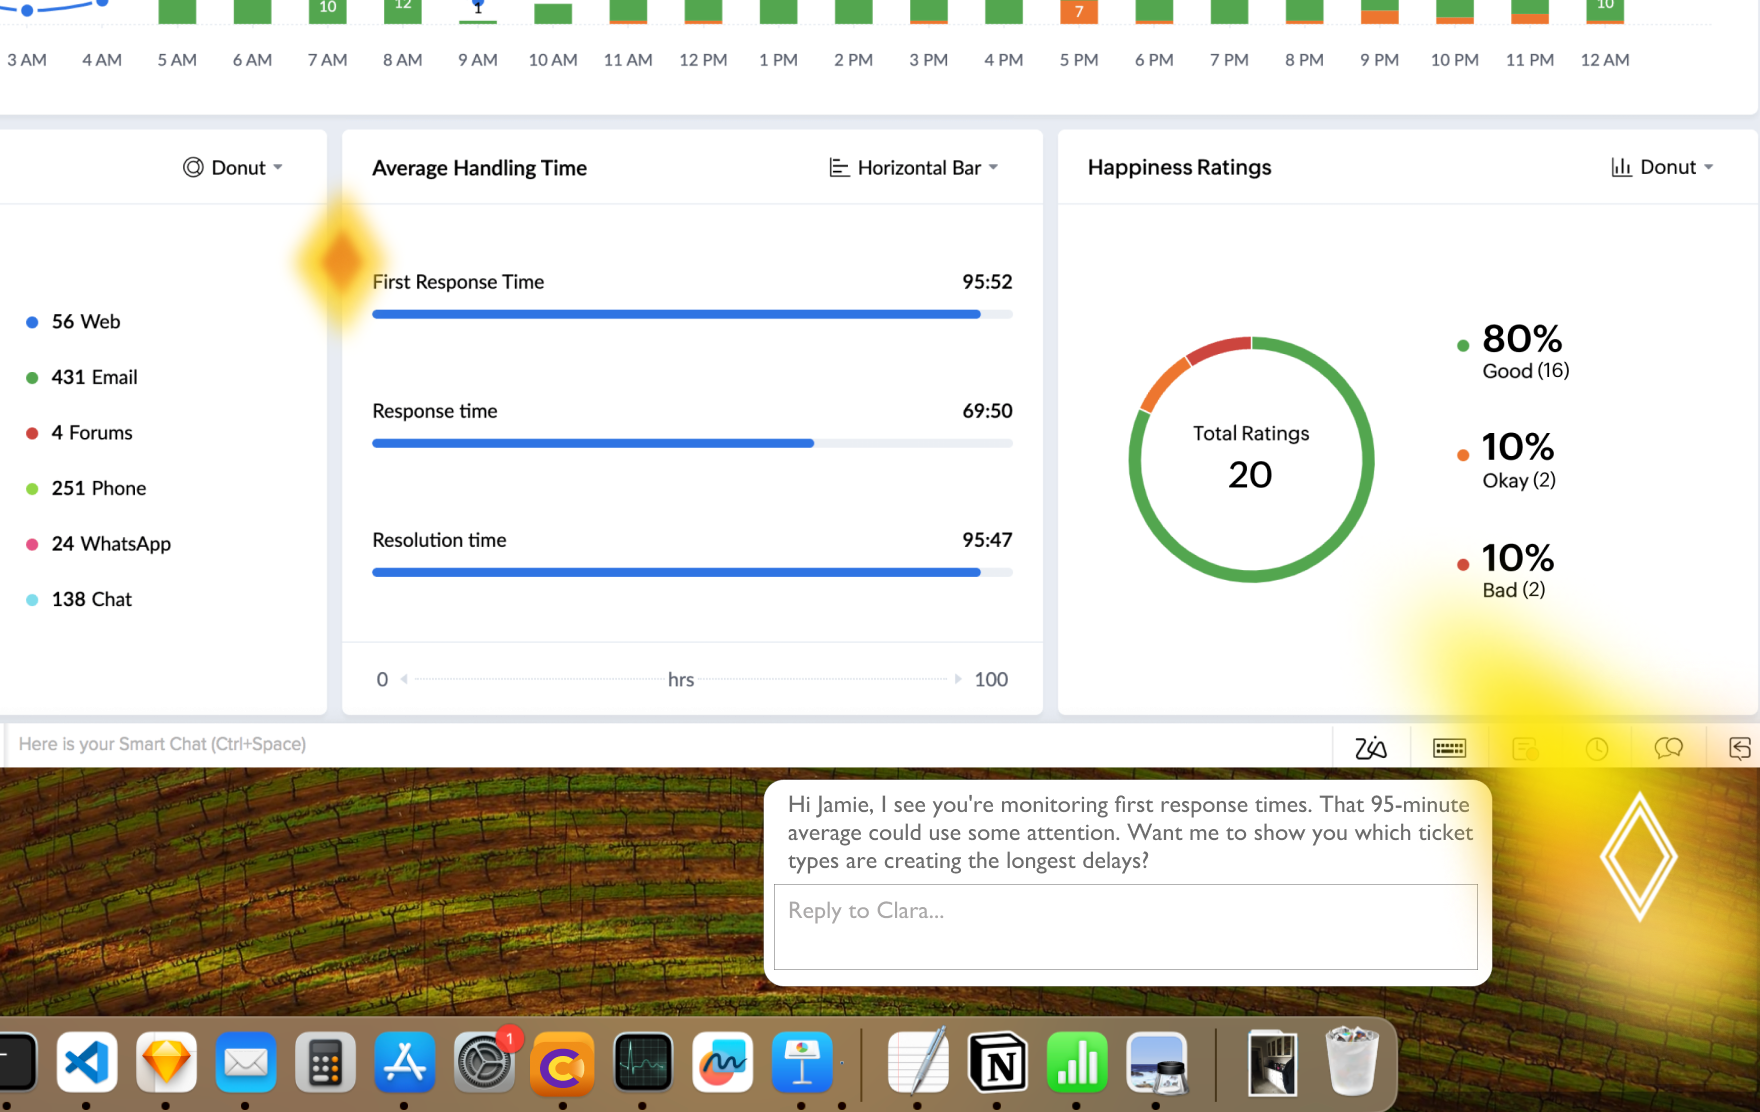 10
12
1
7
10
3 AM 4 AM 5 AM 6 AM 7 AM 8 AM 9 AM 10 AM 11 AM 12 PM 1 PM 2 PM 3 PM 4 PM 5 PM 6 PM 7 PM 8 PM 9 PM 10 PM 11 PM 12 AM
Donut
56 Web
431 Email
4 Forums
251 Phone
24 WhatsApp
138 Chat
Average Handling Time
Horizontal Bar
First Response Time 95:52
Response time 69:50
Resolution time 95:47
0 hrs 100
Happiness Ratings
Donut
Total Ratings
20
80%
Good (16)
10%
Okay (2)
10%
Bad (2)
Here is your Smart Chat (Ctrl+Space)
Zia
Hi Jamie, I see you're monitoring first response times. That 95-minute
average could use some attention. Want me to show you which ticket
types are creating the longest delays?
Reply to Clara...
1
C
N